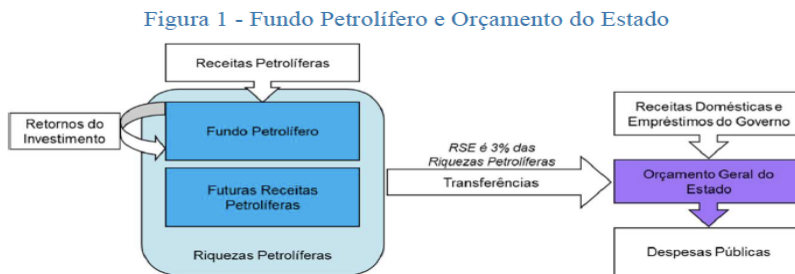 Figura 1 - Fundo Petrolífero e Orçamento do Estado
Receitas Petrolíferas
Retornos do
Investimento
Fundo Petrolífero
Futuras Receitas
Petrolíferas
Riquezas Petrolíferas
RSE é 3% das
Riquezas Petrolíferas
Transferências
Receitas Domésticas e
Empréstimos do Governo
Orçamento Geral do
Estado
Despesas Públicas